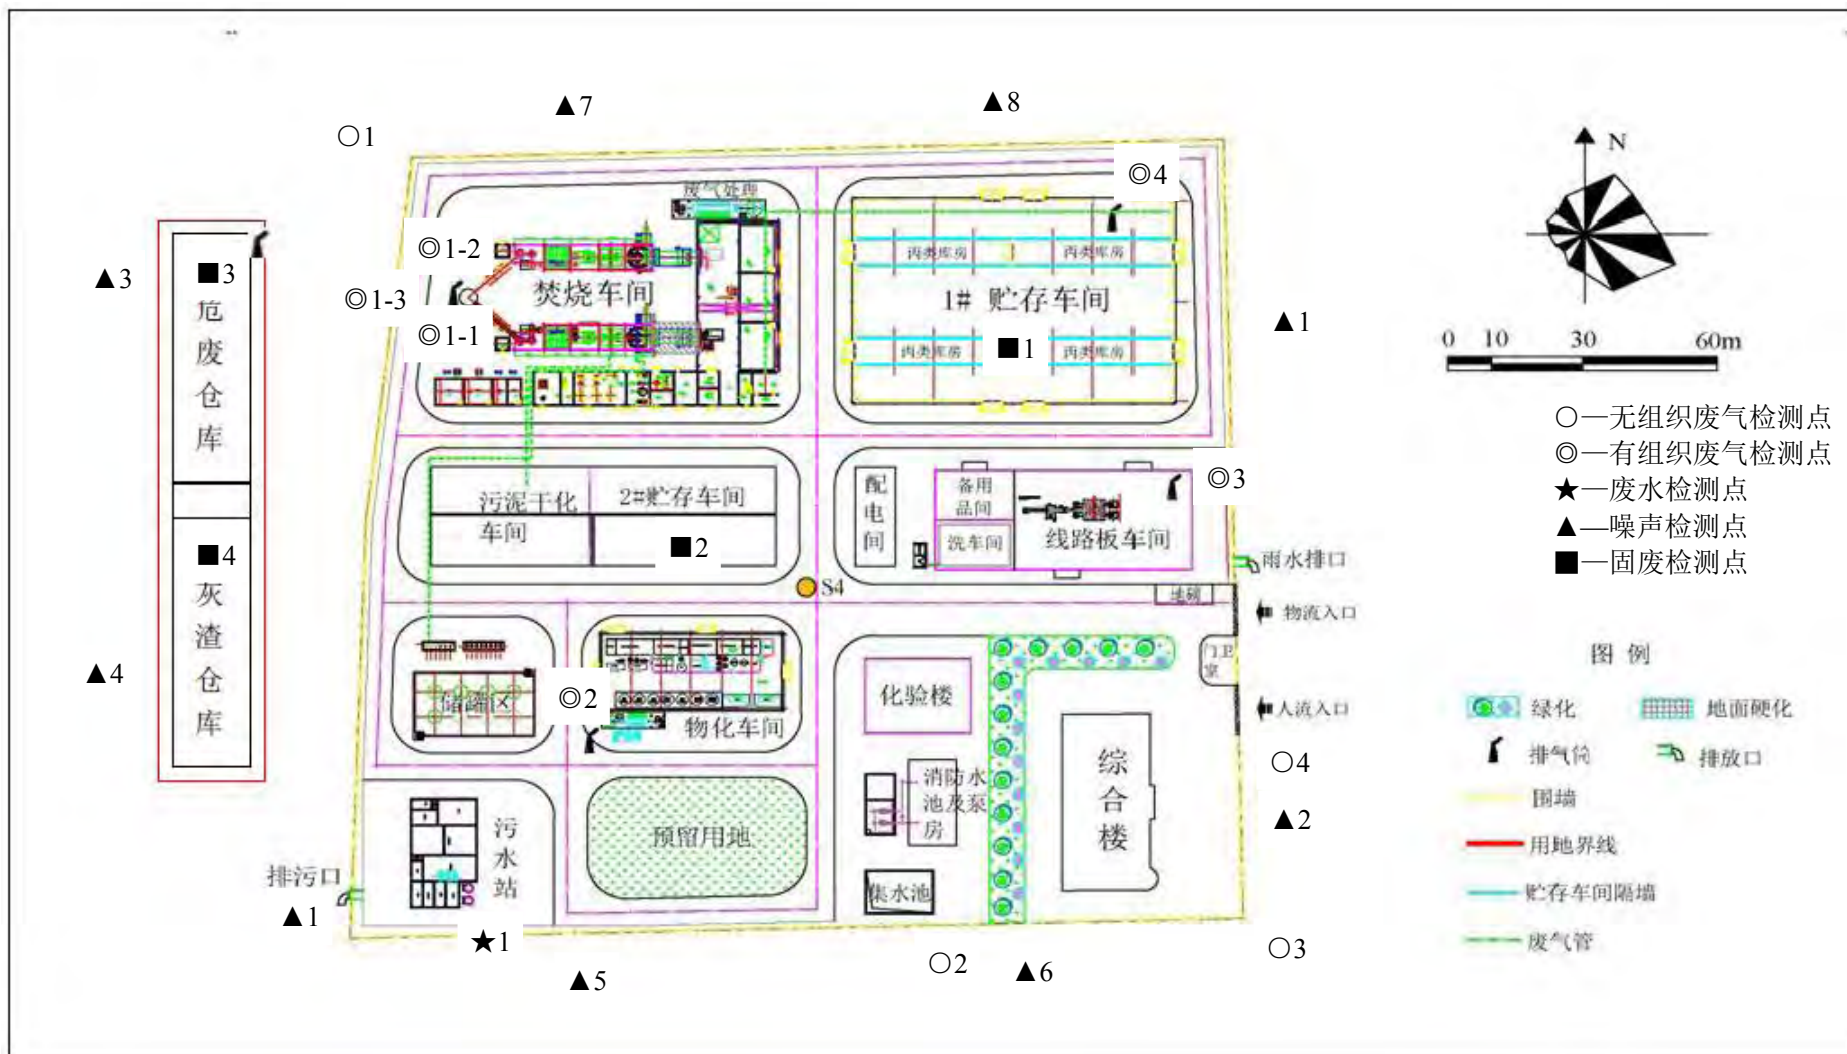 ▲7
▲8
○1
N
废气处理
◎4
◎1-2
丙类库房
丙类库房
■3
▲3
◎1-3
焚烧车间
1# 贮存车间
危废仓库
▲1
◎1-1
丙类库房
■1
丙类库房
0 10 30 60m
○—无组织废气检测点
◎—有组织废气检测点
★—废水检测点
▲—噪声检测点
■—固废检测点
◎3
配电间
备用品间
污泥干化车间
2#贮存车间
洗车间
线路板车间
■2
■4
灰渣仓库
雨水排口
S4
地磅
物流入口
门卫室
图 例
▲4
储罐区
◎2
物化车间
化验楼
人流入口
绿化
地面硬化
排气筒
排放口
○4
综合楼
消防水池及泵房
▲2
围墙
污水站
预留用地
用地界线
排污口
集水池
贮存车间隔墙
▲1
★1
废气管
○2
○3
▲5
▲6